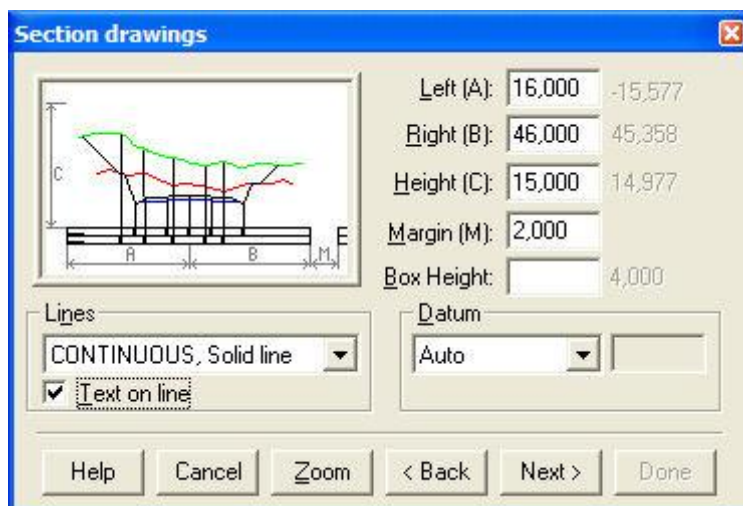 Section drawings
Left (A): 16,000 -15,577
Right (B): 46,000 45,358
Height (C): 15,000 14,977
Margin (M): 2,000
Box Height: 4,000
C
A B M
Lines
CONTINUOUS, Solid line
Text on line
Datum
Auto
Help Cancel Zoom < Back Next > Done